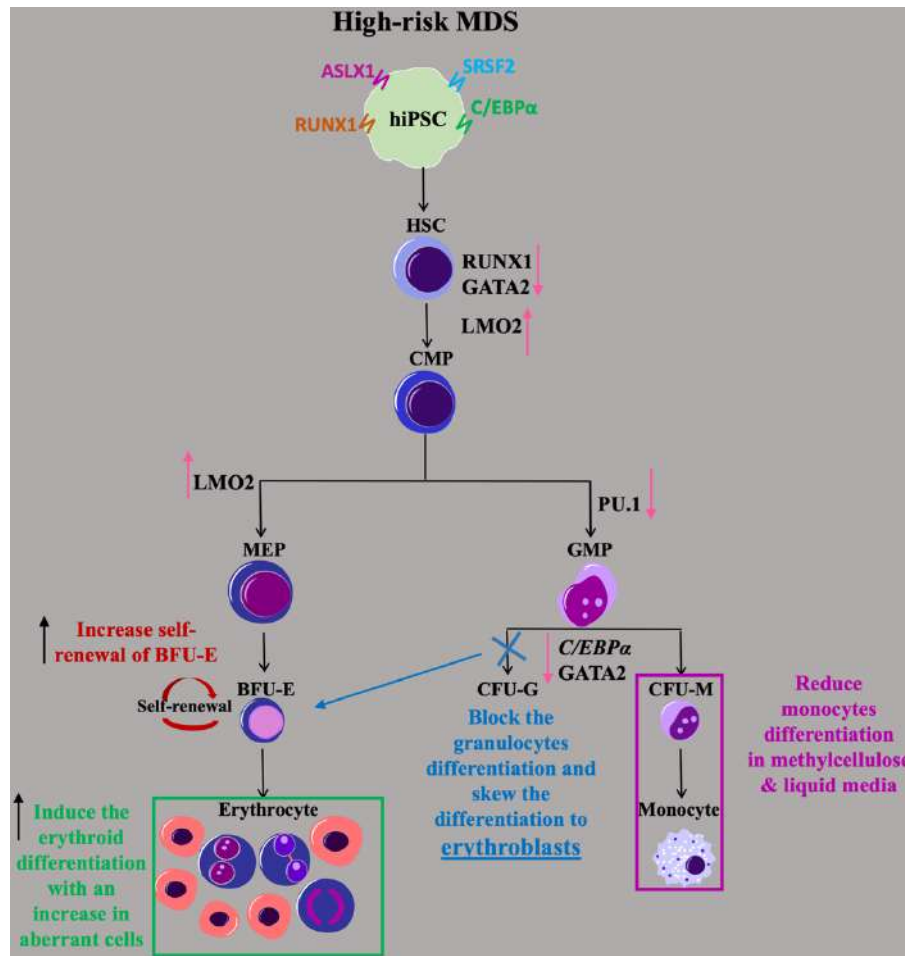 High-risk MDS
ASLX1
SRSF2
RUNX1
hiPSC
C/EBPα
HSC
RUNX1
GATA2
LMO2
CMP
LMO2
PU.1
MEP
GMP
Increase self-
renewal of BFU-E
C/EBPα
GATA2
BFU-E
Self-renewal
CFU-G
CFU-M
Block the
granulocytes
differentiation and
skew the
differentiation to
erythroblasts
Reduce
monocytes
differentiation
in methylcellulose
& liquid media
Monocyte
Induce the
erythroid
differentiation
with an
increase in
aberrant cells
Erythrocyte